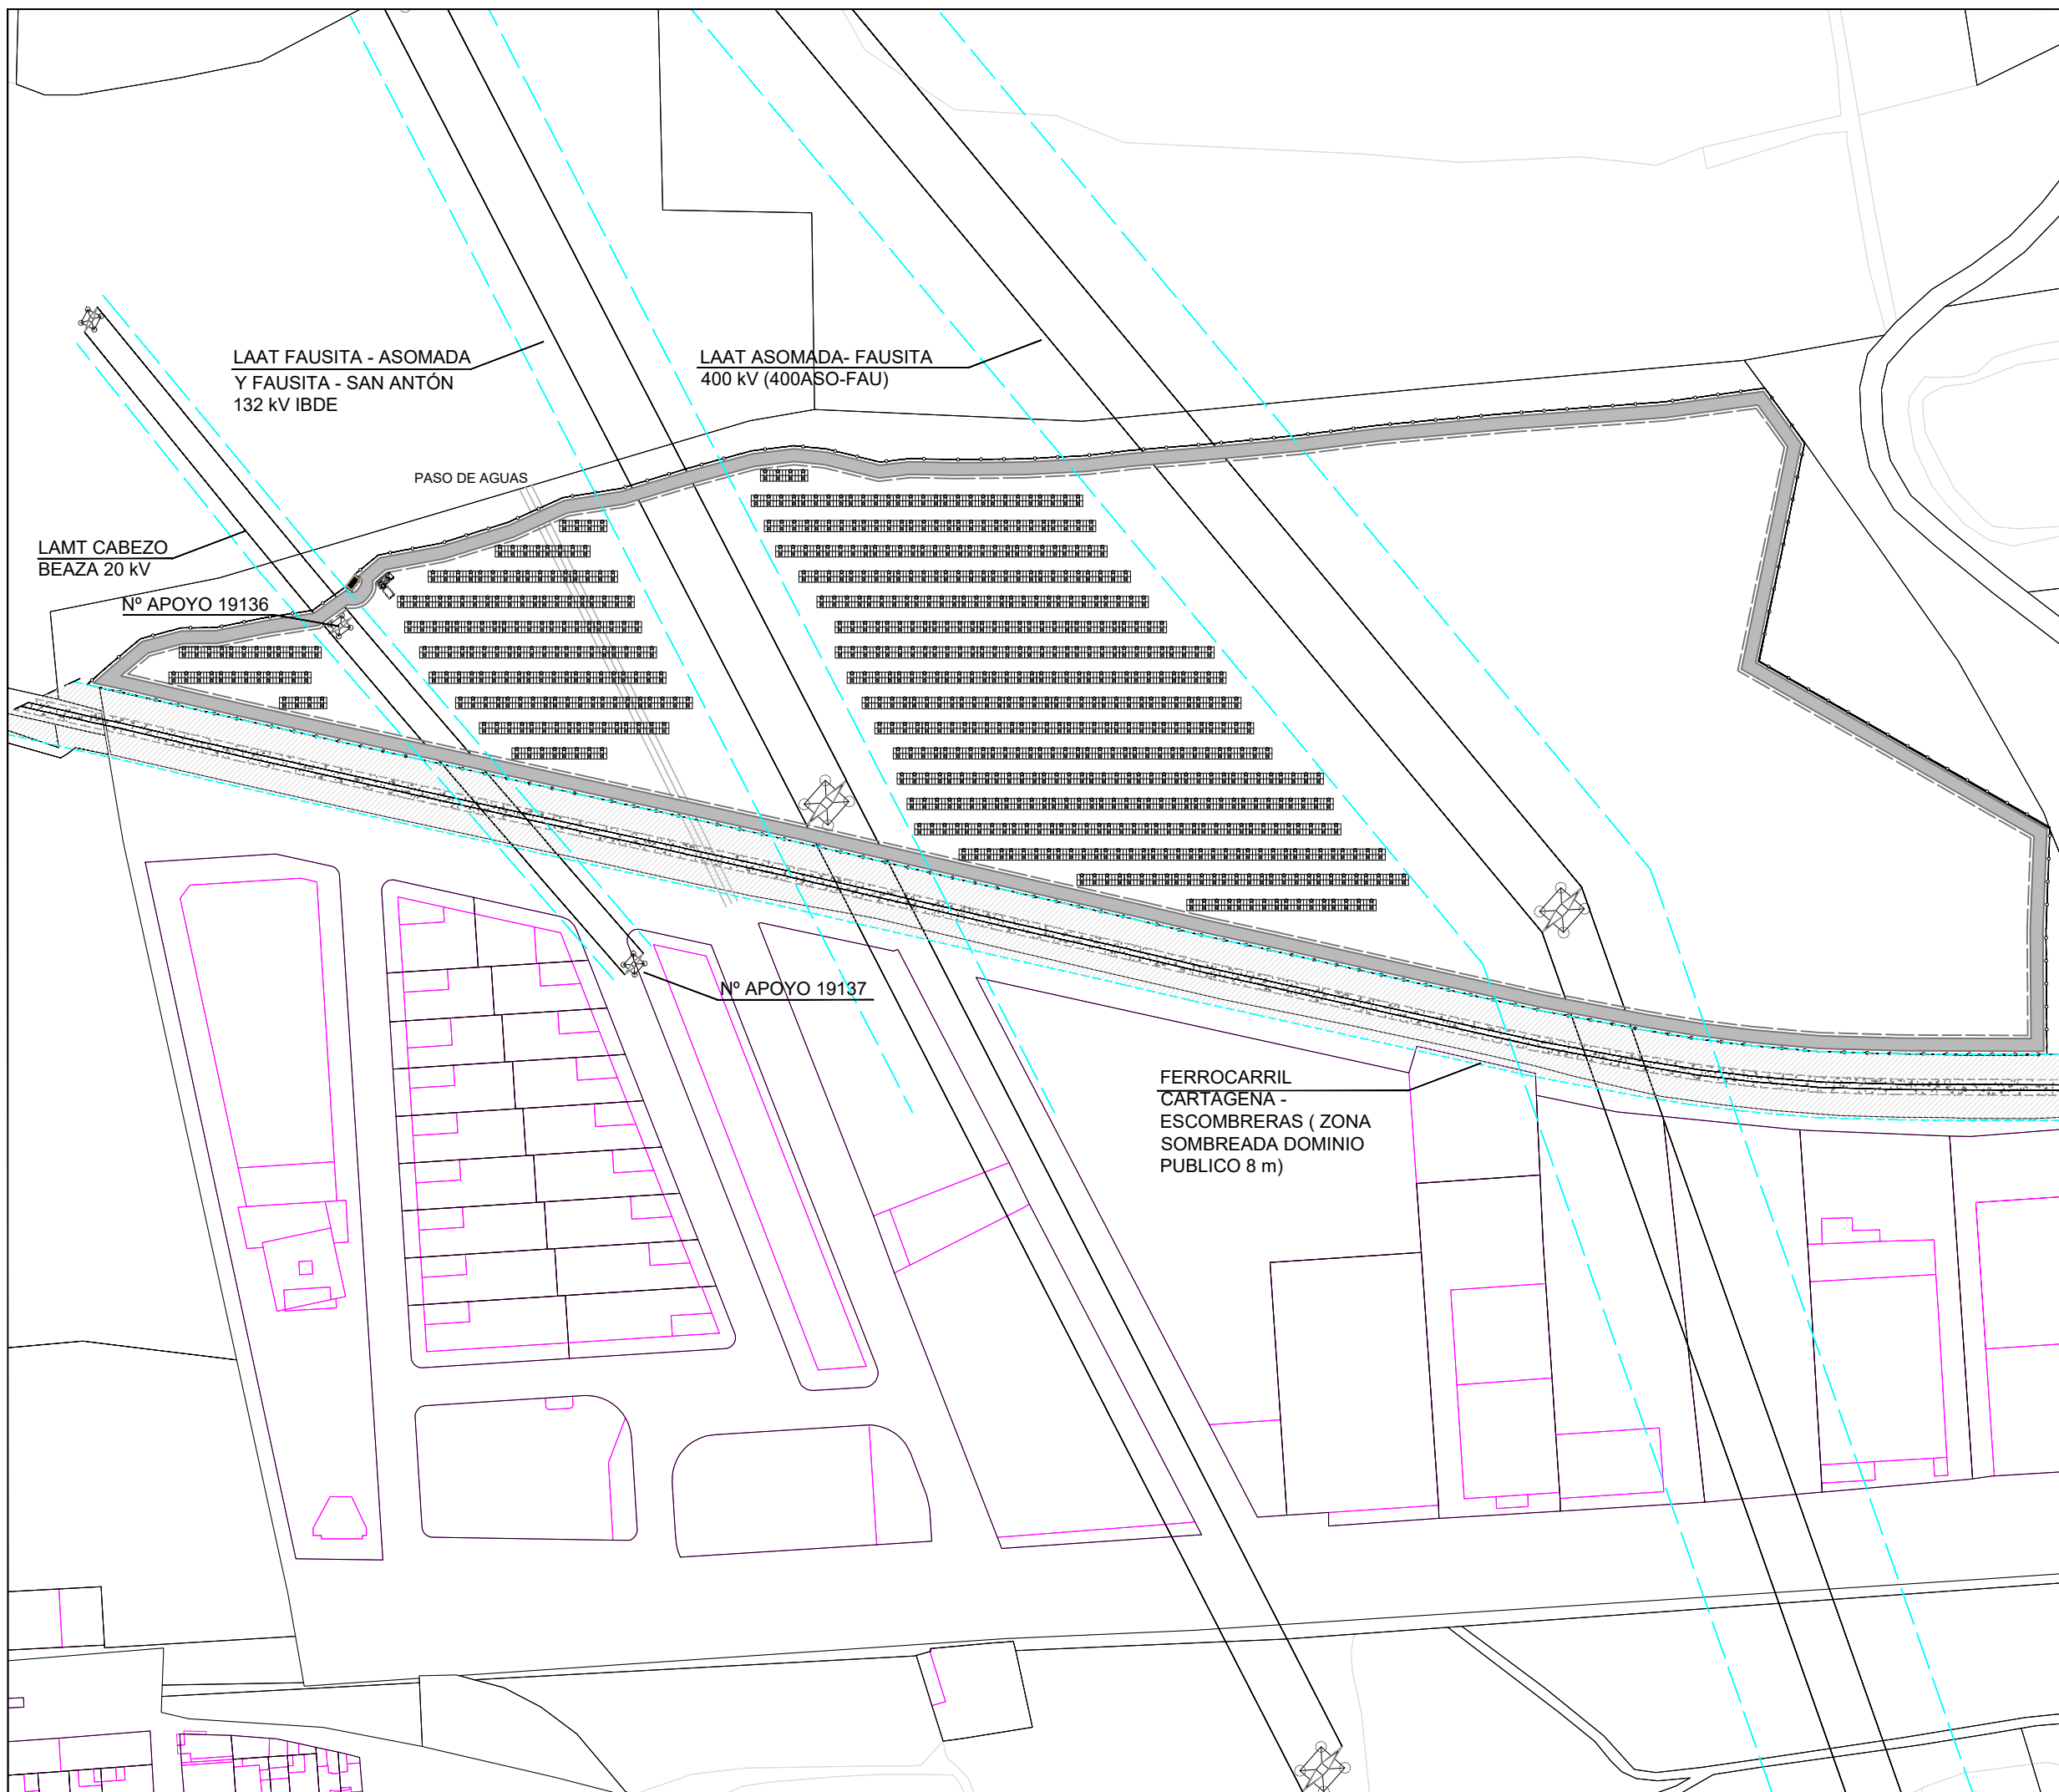 LAAT FAUSITA - ASOMADA
Y FAUSITA - SAN ANTÓN
132 kV IBDE
LAAT ASOMADA- FAUSITA
400 kV (400ASO-FAU)
PASO DE AGUAS
LAMT CABEZO
BEAZA 20 kV
Nº APOYO 19136
Nº APOYO 19137
FERROCARRIL
CARTAGENA -
ESCOMBRERAS ( ZONA
SOMBREADA DOMINIO
PUBLICO 8 m)